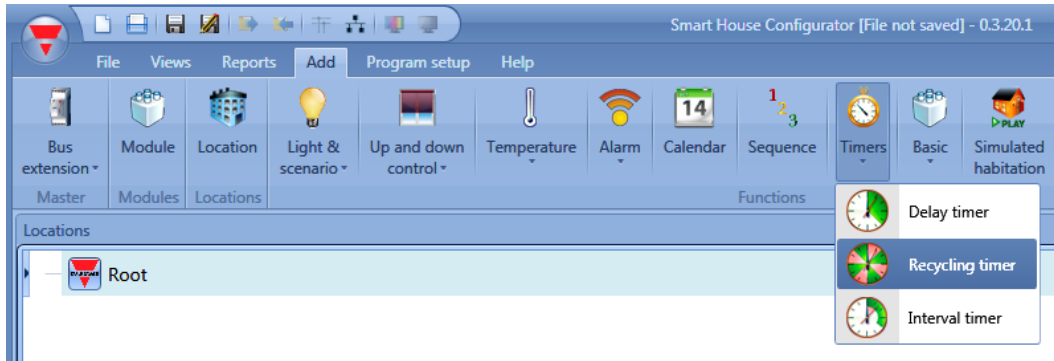 Smart House Configurator [File not saved] - 0.3.20.1
File Views Reports Add Program setup Help
14
1 2 3
PLAY
Bus extension
Module
Location
Light & scenario
Up and down control
Temperature
Alarm
Calendar
Sequence
Timers
Basic
Simulated habitation
Master Modules Locations Functions
Delay timer
Recycling timer
Interval timer
Locations
Root